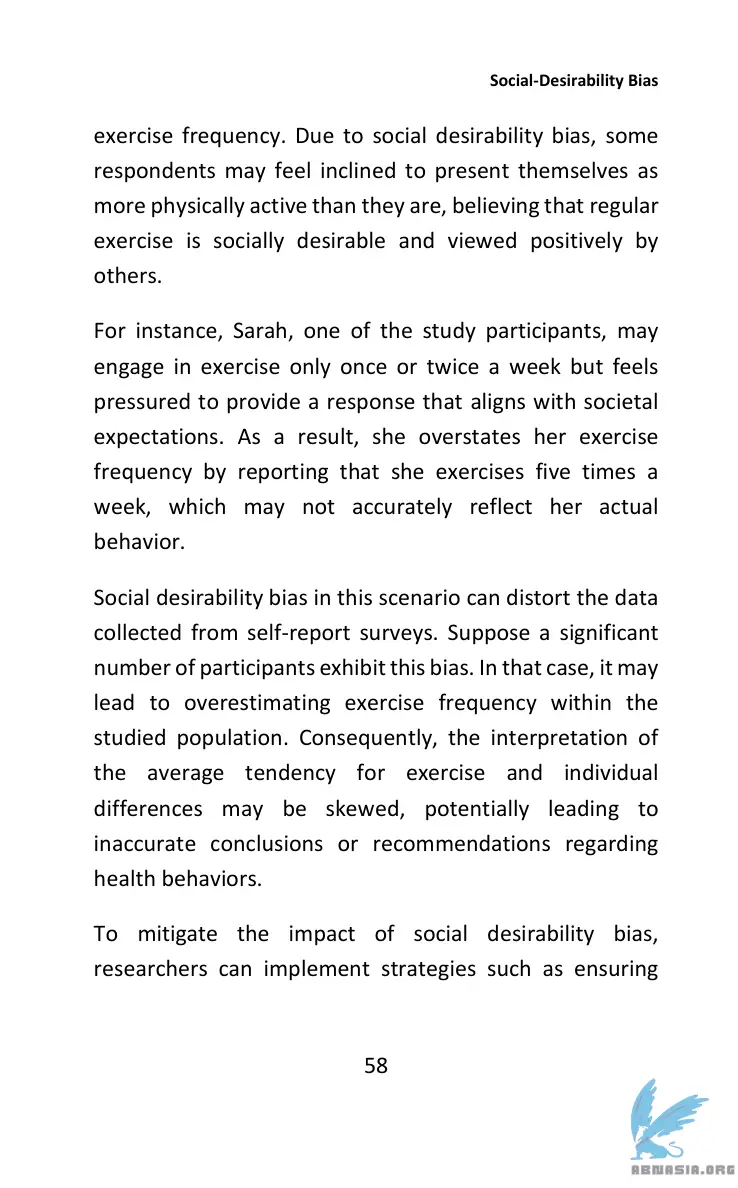 Social-Desirability Bias
exercise frequency. Due to social desirability bias, some
respondents may feel inclined to present themselves as
more physically active than they are, believing that regular
exercise is socially desirable and viewed positively by
others.
For instance, Sarah, one of the study participants, may
engage in exercise only once or twice a week but feels
pressured to provide a response that aligns with societal
expectations. As a result, she overstates her exercise
frequency by reporting that she exercises five times a
week, which may not accurately reflect her actual
behavior.
Social desirability bias in this scenario can distort the data
collected from self-report surveys. Suppose a significant
number of participants exhibit this bias. In that case, it may
lead to overestimating exercise frequency within the
studied population. Consequently, the interpretation of
the average tendency for exercise and individual
differences may be skewed, potentially leading to
inaccurate conclusions or recommendations regarding
health behaviors.
To mitigate the impact of social desirability bias,
researchers can implement strategies such as ensuring
58
ABNASIA.ORG